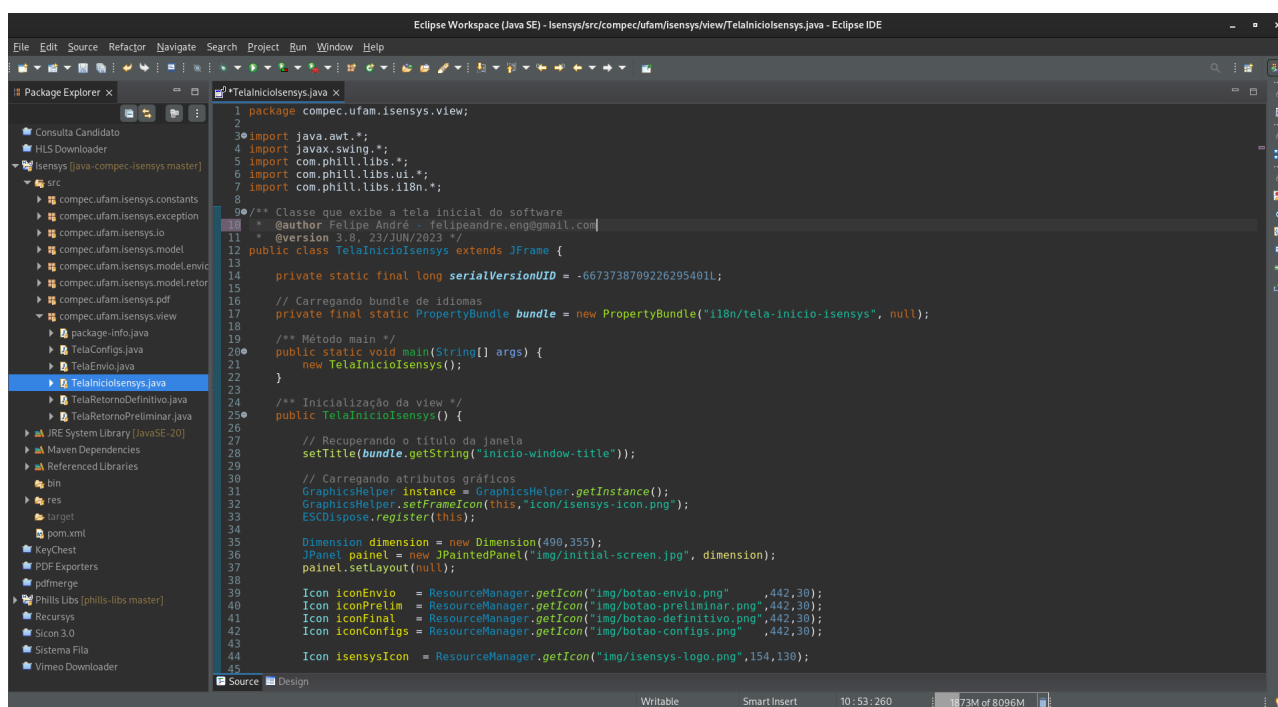 Eclipse Workspace (Java SE) - Isensys/src/compec/ufam/isensys/view/TelaInicioIsensys.java - Eclipse IDE
File Edit Source Refactor Navigate Search Project Run Window Help
Package Explorer
*TelaInicioIsensys.java
Consulta Candidato
HLS Downloader
Isensys [java-compec-isensys master]
src
compec.ufam.isensys.constants
compec.ufam.isensys.exception
compec.ufam.isensys.io
compec.ufam.isensys.model
compec.ufam.isensys.model.envio
compec.ufam.isensys.model.retor
compec.ufam.isensys.pdf
compec.ufam.isensys.view
package-info.java
TelaConfigs.java
TelaEnvio.java
TelaInicioIsensys.java
TelaRetornoDefinitivo.java
TelaRetornoPreliminar.java
JRE System Library [JavaSE-20]
Maven Dependencies
Referenced Libraries
bin
res
target
pom.xml
KeyChest
PDF Exporters
pdfmerge
Phills Libs [phills-libs master]
Recursys
Sicon 3.0
Sistema Fila
Vimeo Downloader
1 package compec.ufam.isensys.view;
2
3 import java.awt.*;
4 import javax.swing.*;
5 import com.phill.libs.*;
6 import com.phill.libs.ui.*;
7 import com.phill.libs.i18n.*;
8
9 /** Classe que exibe a tela inicial do software
10 * @author Felipe André - felipeandre.eng@gmail.com
11 * @version 3.8, 23/JUN/2023 */
12 public class TelaInicioIsensys extends JFrame {
13
14 private static final long serialVersionUID = -6673738709226295401L;
15
16 // Carregando bundle de idiomas
17 private final static PropertyBundle bundle = new PropertyBundle("i18n/tela-inicio-isensys", null);
18
19 /** Método main */
20 public static void main(String[] args) {
21 new TelaInicioIsensys();
22 }
23
24 /** Inicialização da view */
25 public TelaInicioIsensys() {
26
27 // Recuperando o título da janela
28 setTitle(bundle.getString("inicio-window-title"));
29
30 // Carregando atributos gráficos
31 GraphicsHelper instance = GraphicsHelper.getInstance();
32 GraphicsHelper.setFrameIcon(this,"icon/isensys-icon.png");
33 ESCDispose.register(this);
34
35 Dimension dimension = new Dimension(490,355);
36 JPanel painel = new JPaintedPanel("img/initial-screen.jpg", dimension);
37 painel.setLayout(null);
38
39 Icon iconEnvio = ResourceManager.getIcon("img/botao-envio.png" ,442,30);
40 Icon iconPrelim = ResourceManager.getIcon("img/botao-preliminar.png",442,30);
41 Icon iconFinal = ResourceManager.getIcon("img/botao-definitivo.png",442,30);
42 Icon iconConfigs = ResourceManager.getIcon("img/botao-configs.png" ,442,30);
43
44 Icon isensysIcon = ResourceManager.getIcon("img/isensys-logo.png",154,130);
45
Source Design
Writable Smart Insert 10:53:260 1873M of 8096M